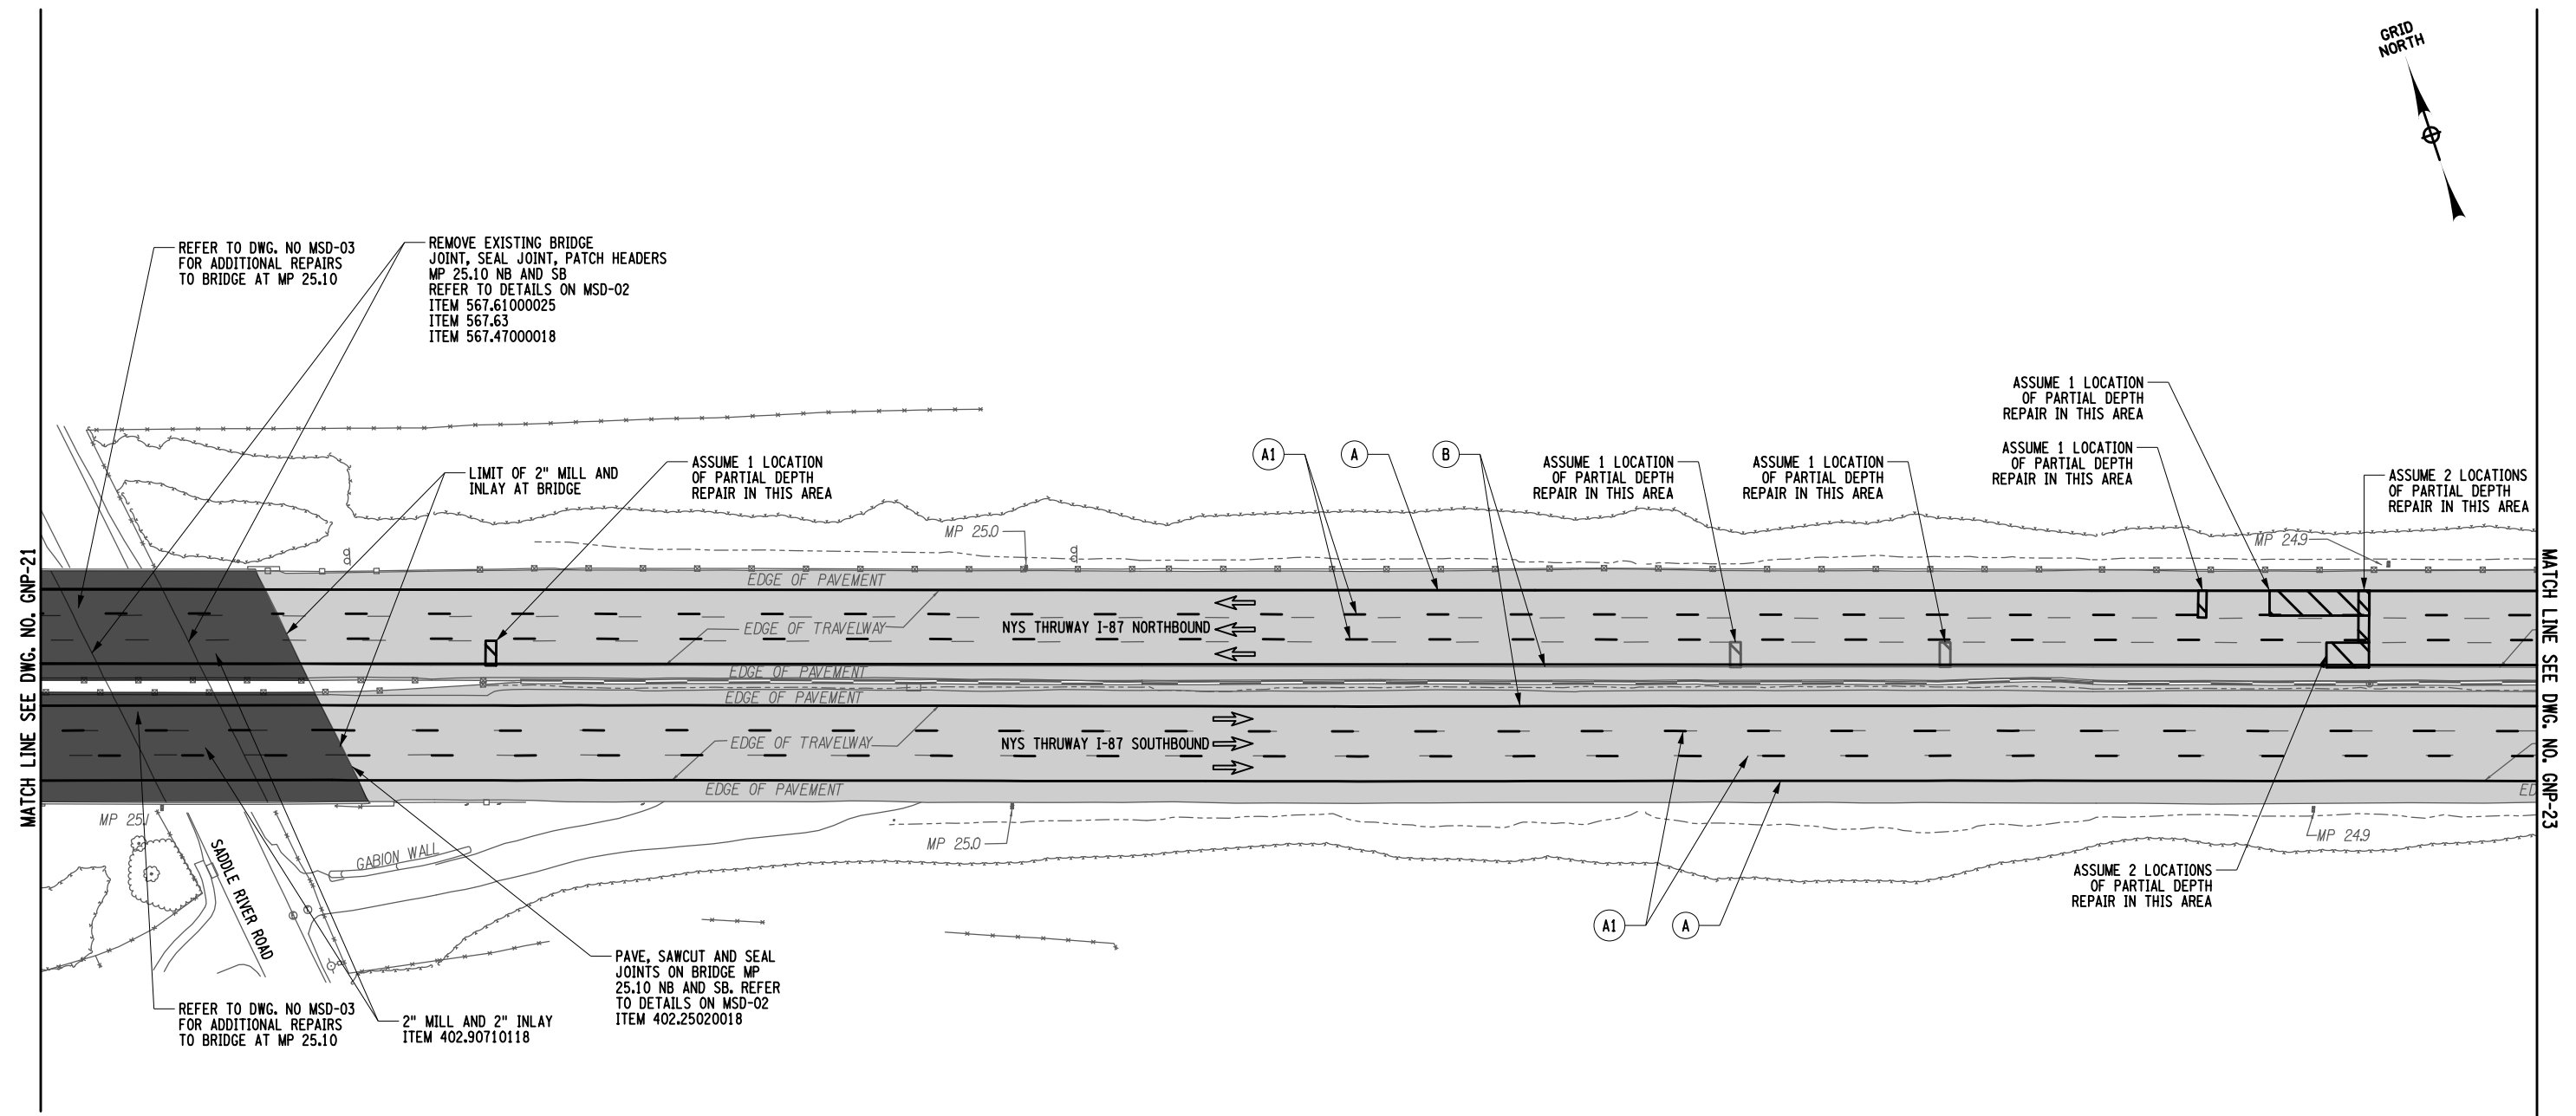 GRID
NORTH
REFER TO DWG. NO MSD-03
FOR ADDITIONAL REPAIRS
TO BRIDGE AT MP 25.10
REMOVE EXISTING BRIDGE
JOINT, SEAL JOINT, PATCH HEADERS
MP 25.10 NB AND SB
REFER TO DETAILS ON MSD-02
ITEM 567.61000025
ITEM 567.63
ITEM 567.47000018
LIMIT OF 2" MILL AND
INLAY AT BRIDGE
ASSUME 1 LOCATION
OF PARTIAL DEPTH
REPAIR IN THIS AREA
A1
A
B
ASSUME 1 LOCATION
OF PARTIAL DEPTH
REPAIR IN THIS AREA
ASSUME 1 LOCATION
OF PARTIAL DEPTH
REPAIR IN THIS AREA
ASSUME 1 LOCATION
OF PARTIAL DEPTH
REPAIR IN THIS AREA
ASSUME 1 LOCATION
OF PARTIAL DEPTH
REPAIR IN THIS AREA
ASSUME 2 LOCATIONS
OF PARTIAL DEPTH
REPAIR IN THIS AREA
MP 25.0
MP 24.9
MATCH LINE SEE DWG. NO. GNP-21
MATCH LINE SEE DWG. NO. GNP-23
EDGE OF PAVEMENT
EDGE OF TRAVELWAY
NYS THRUWAY I-87 NORTHBOUND
EDGE OF PAVEMENT
EDGE OF PAVEMENT
EDGE OF TRAVELWAY
NYS THRUWAY I-87 SOUTHBOUND
EDGE OF PAVEMENT
ED
MP 25.1
MP 25.0
MP 24.9
GABION WALL
SADDLE RIVER ROAD
ASSUME 2 LOCATIONS
OF PARTIAL DEPTH
REPAIR IN THIS AREA
A1
A
PAVE, SAWCUT AND SEAL
JOINTS ON BRIDGE MP
25.10 NB AND SB. REFER
TO DETAILS ON MSD-02
ITEM 402.25020018
REFER TO DWG. NO MSD-03
FOR ADDITIONAL REPAIRS
TO BRIDGE AT MP 25.10
2" MILL AND 2" INLAY
ITEM 402.90710118